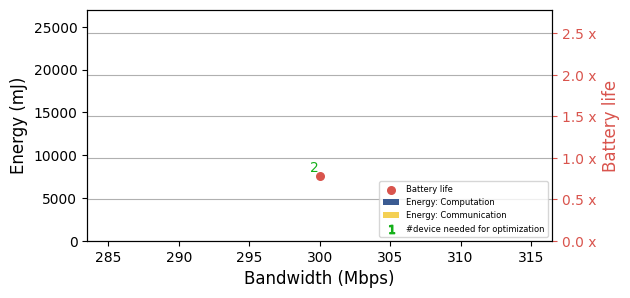 25000
20000
15000
10000
5000
0
Energy (mJ)
2.5 x
2.0 x
1.5 x
1.0 x
0.5 x
0.0 x
Battery life
2
Battery life
Energy: Computation
Energy: Communication
1 #device needed for optimization
285 290 295 300 305 310 315
Bandwidth (Mbps)